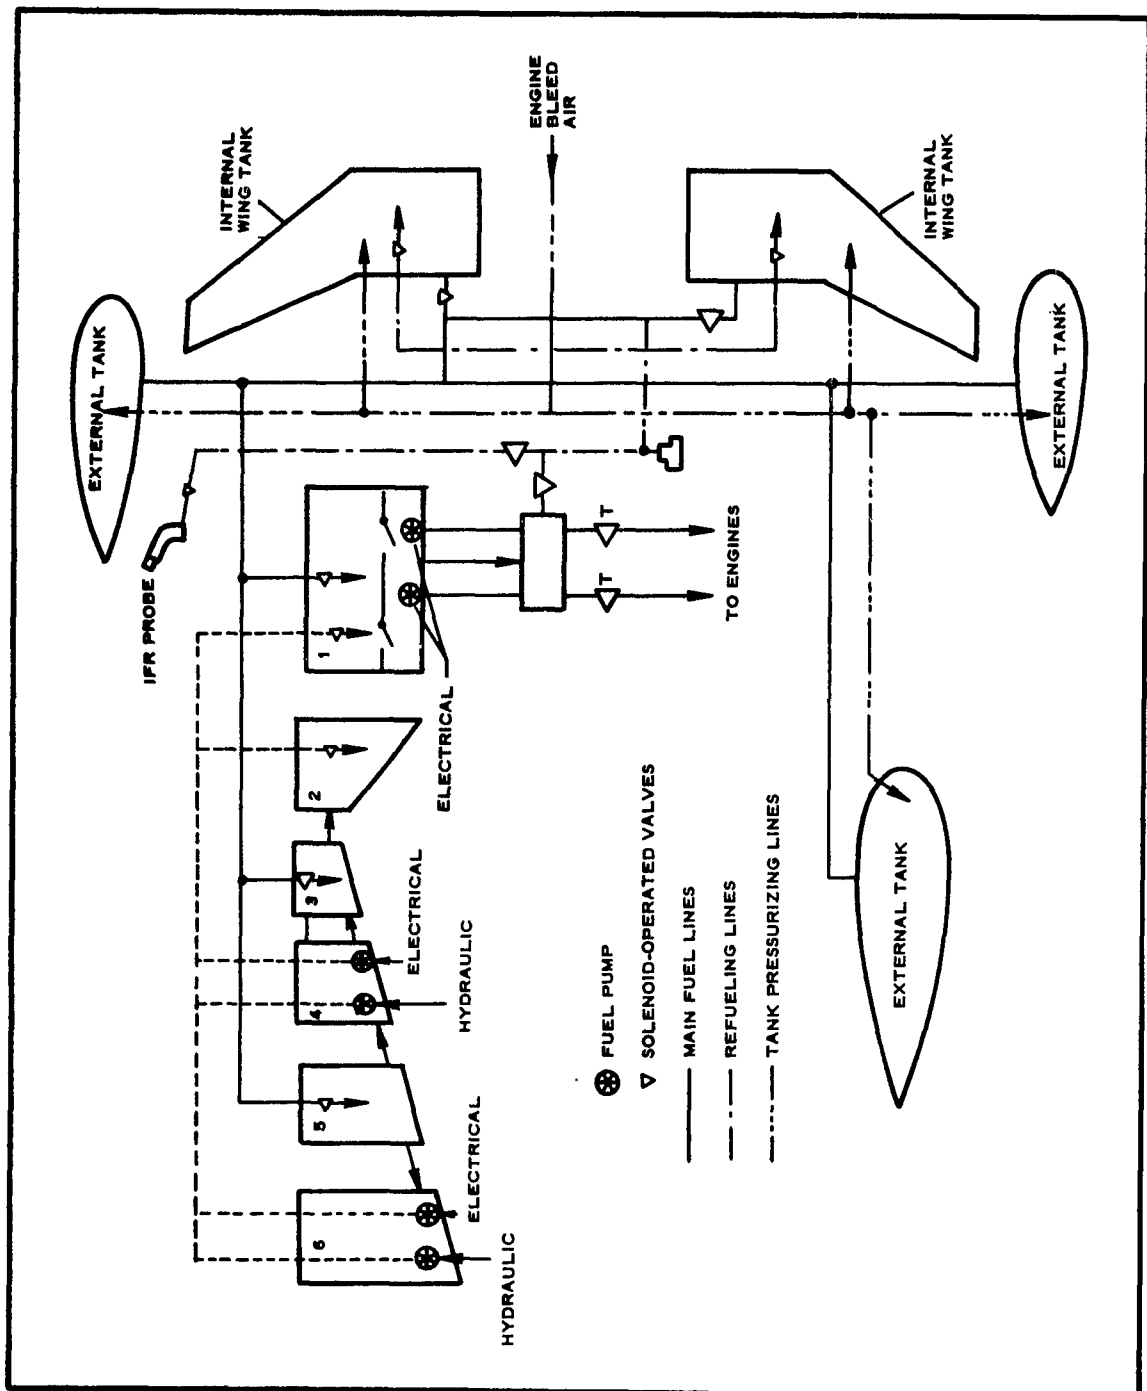 INTERNAL
WING TANK
ENGINE
BLEED
AIR
INTERNAL
WING TANK
EXTERNAL TANK
EXTERNAL TANK
IFR PROBE
1
ELECTRICAL
T
T
TO ENGINES
2
3
4
ELECTRICAL
HYDRAULIC
5
6
ELECTRICAL
HYDRAULIC
EXTERNAL TANK
FUEL PUMP
SOLENOID-OPERATED VALVES
MAIN FUEL LINES
REFUELING LINES
TANK PRESSURIZING LINES